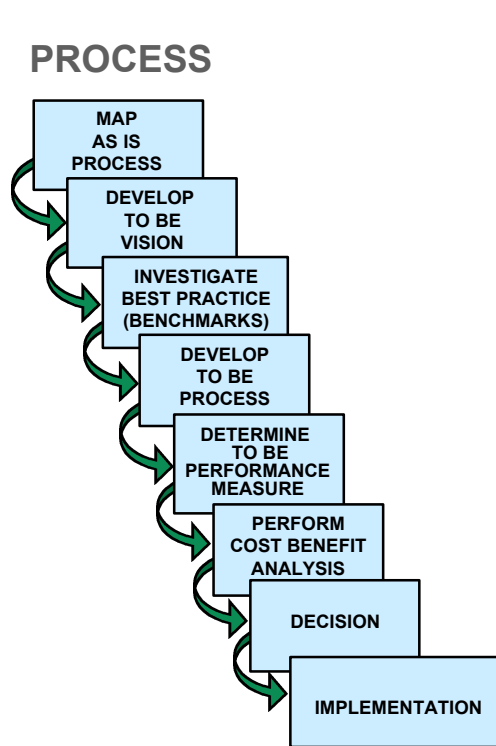 PROCESS
MAP
AS IS
PROCESS
DEVELOP
TO BE
VISION
INVESTIGATE
BEST PRACTICE
(BENCHMARKS)
DEVELOP
TO BE
PROCESS
DETERMINE
TO BE
PERFORMANCE
MEASURE
PERFORM
COST BENEFIT
ANALYSIS
DECISION
IMPLEMENTATION